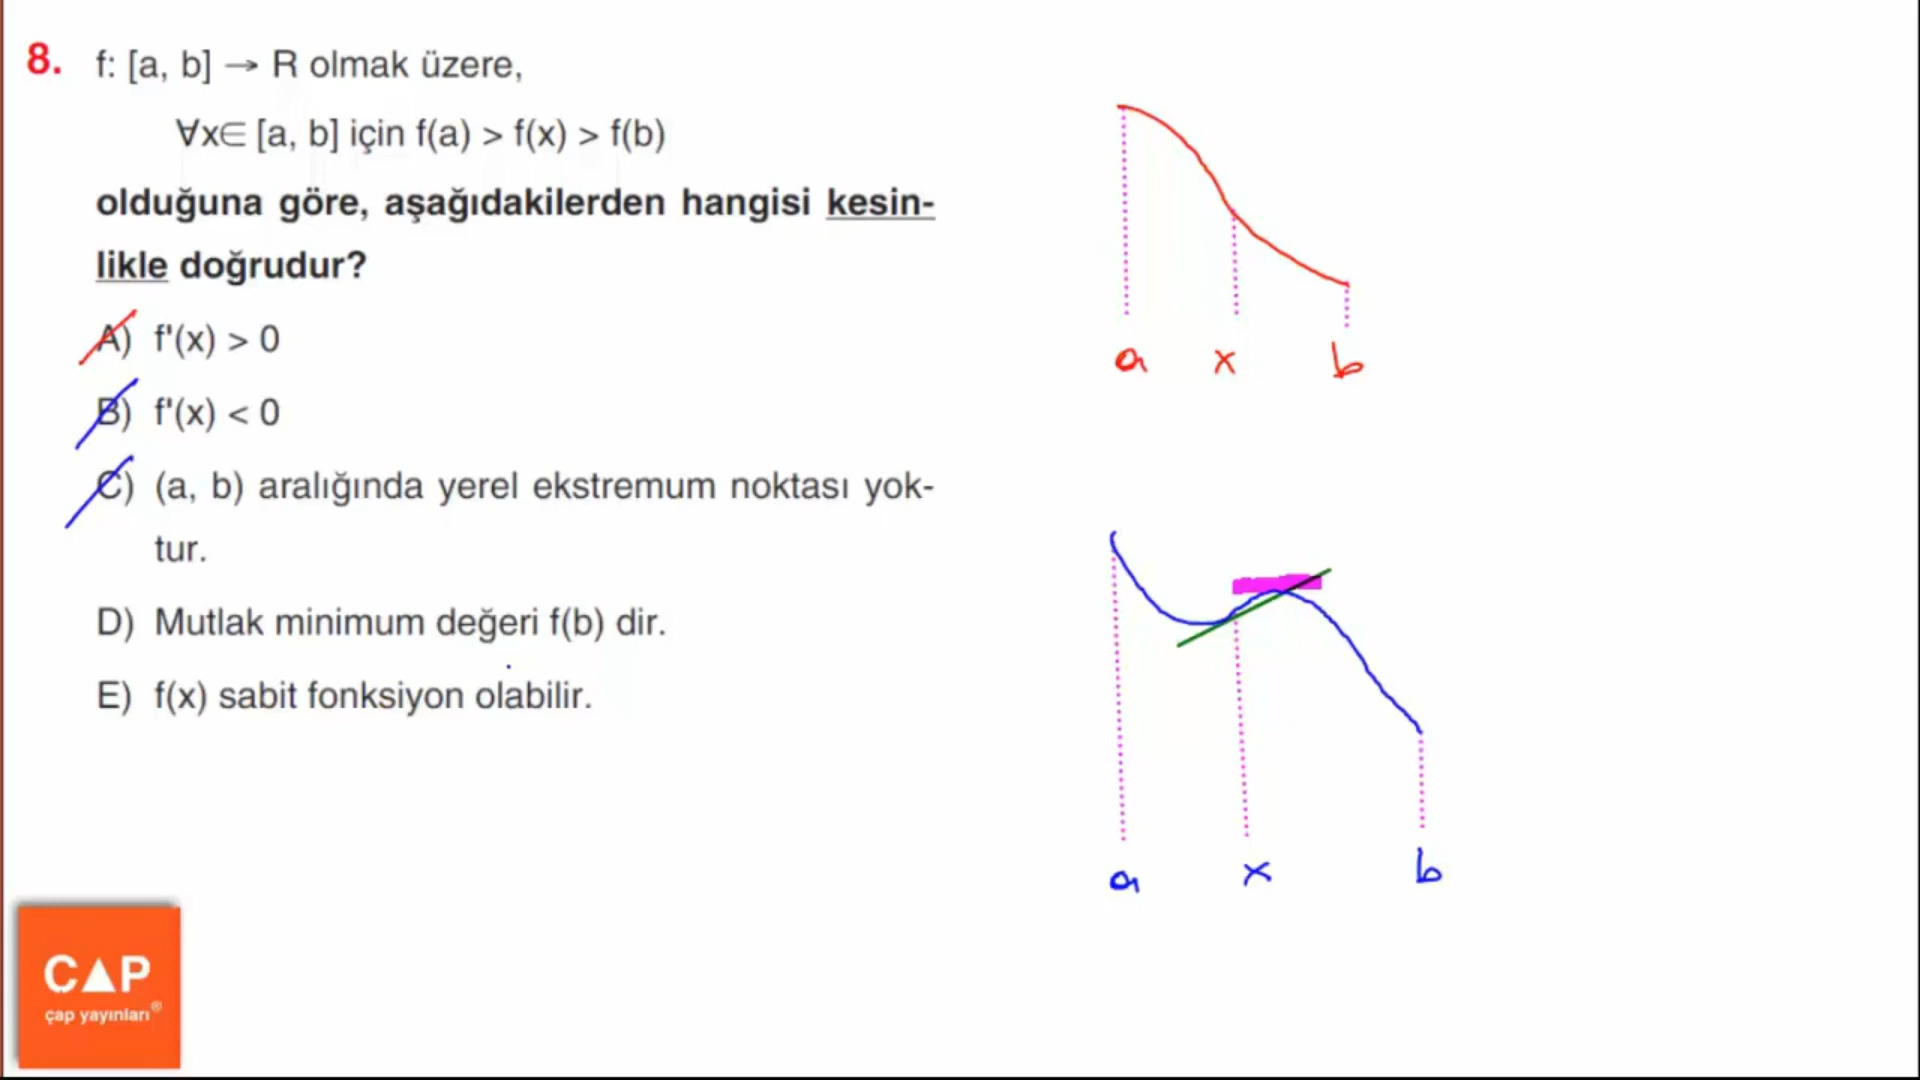 8. f: [a, b] → R olmak üzere,
∀x∈ [a, b] için f(a) > f(x) > f(b)
olduğuna göre, aşağıdakilerden hangisi kesin-
likle doğrudur?
A) f'(x) > 0
B) f'(x) < 0
C) (a, b) aralığında yerel ekstremum noktası yok-
tur.
D) Mutlak minimum değeri f(b) dir.
E) f(x) sabit fonksiyon olabilir.
a x b
a x b
ÇAP
çap yayınları®